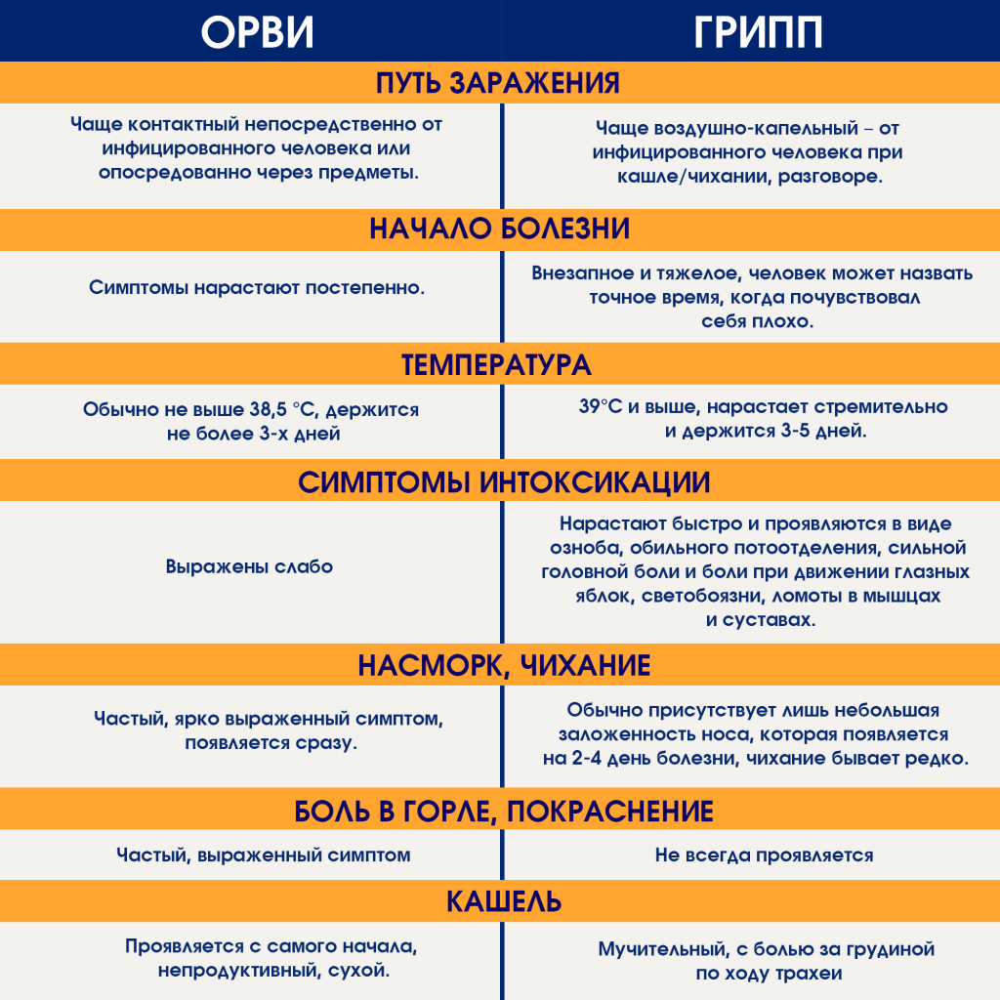 ОРВИ
ГРИПП
ПУТЬ ЗАРАЖЕНИЯ
Чаще контактный непосредственно от
инфицированного человека или
опосредованно через предметы.
Чаще воздушно-капельный – от
инфицированного человека при
кашле/чихании, разговоре.
НАЧАЛО БОЛЕЗНИ
Симптомы нарастают постепенно.
Внезапное и тяжелое, человек может назвать
точное время, когда почувствовал
себя плохо.
ТЕМПЕРАТУРА
Обычно не выше 38,5 °С, держится
не более 3-х дней
39°С и выше, нарастает стремительно
и держится 3-5 дней.
СИМПТОМЫ ИНТОКСИКАЦИИ
Выражены слабо
Нарастают быстро и проявляются в виде
озноба, обильного потоотделения, сильной
головной боли и боли при движении глазных
яблок, светобоязни, ломоты в мышцах
и суставах.
НАСМОРК, ЧИХАНИЕ
Частый, ярко выраженный симптом,
появляется сразу.
Обычно присутствует лишь небольшая
заложенность носа, которая появляется
на 2-4 день болезни, чихание бывает редко.
БОЛЬ В ГОРЛЕ, ПОКРАСНЕНИЕ
Частый, выраженный симптом
Не всегда проявляется
КАШЕЛЬ
Проявляется с самого начала,
непродуктивный, сухой.
Мучительный, с болью за грудиной
по ходу трахеи